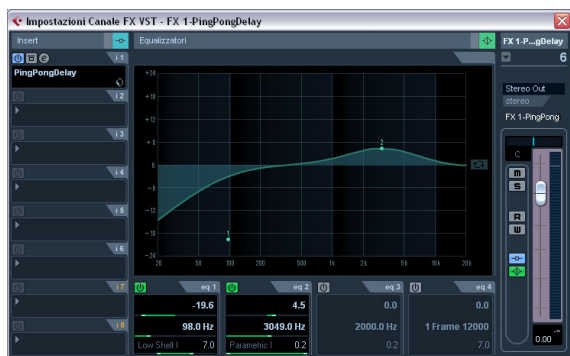 Impostazioni Canale FX VST - FX 1-PingPongDelay
Insert
Equalizzatori
FX 1-P...gDelay
e
i 1
6
PingPongDelay
i 2
i 3
i 4
i 5
i 6
i 7
i 8
+24
+18
+12
+6
0
-6
-12
-18
-24
20
50
100
200
500
1k
2k
5k
10k
20k
1
2
Stereo Out
stereo
FX 1-PingPong
C
m
S
R
W
-∞
0.00
eq 1
eq 2
eq 3
eq 4
-19.6
4.5
0.0
0.0
98.0 Hz
3049.0 Hz
2000.0 Hz
1 Frame 12000
Low Shelf I
7.0
Parametric I
0.2
0.2
7.0